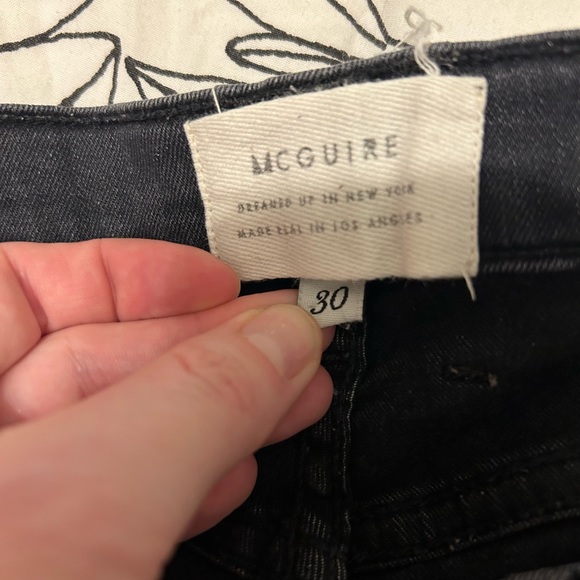 MCGUIRE
DREAMED UP IN NEW YORK
MADE REAL IN LOS ANGELES
30